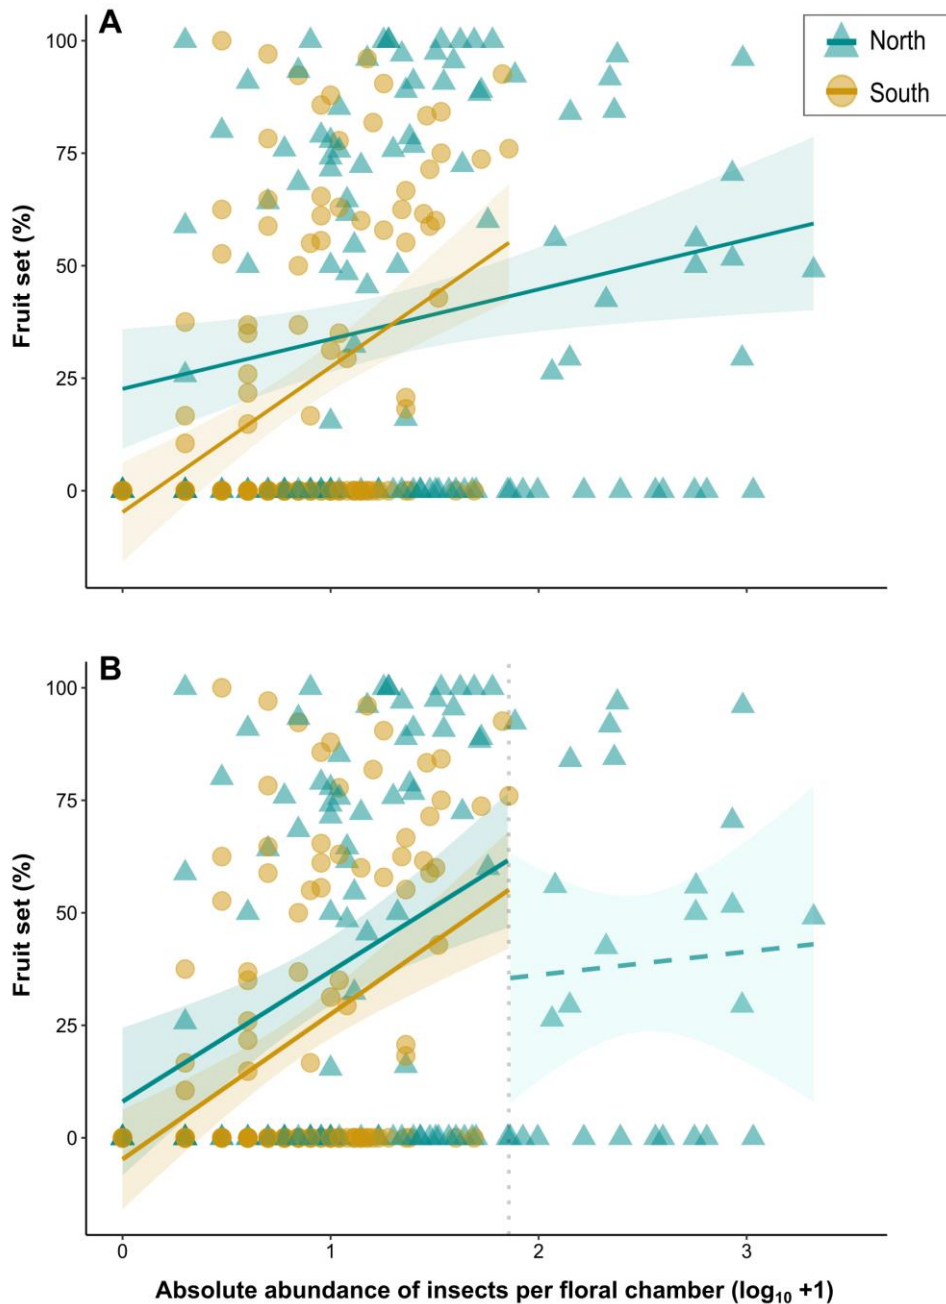 A
North
South
100
75
50
25
0
Fruit set (%)
B
100
75
50
25
0
Fruit set (%)
0 1 2 3
Absolute abundance of insects per floral chamber (log₁₀ +1)